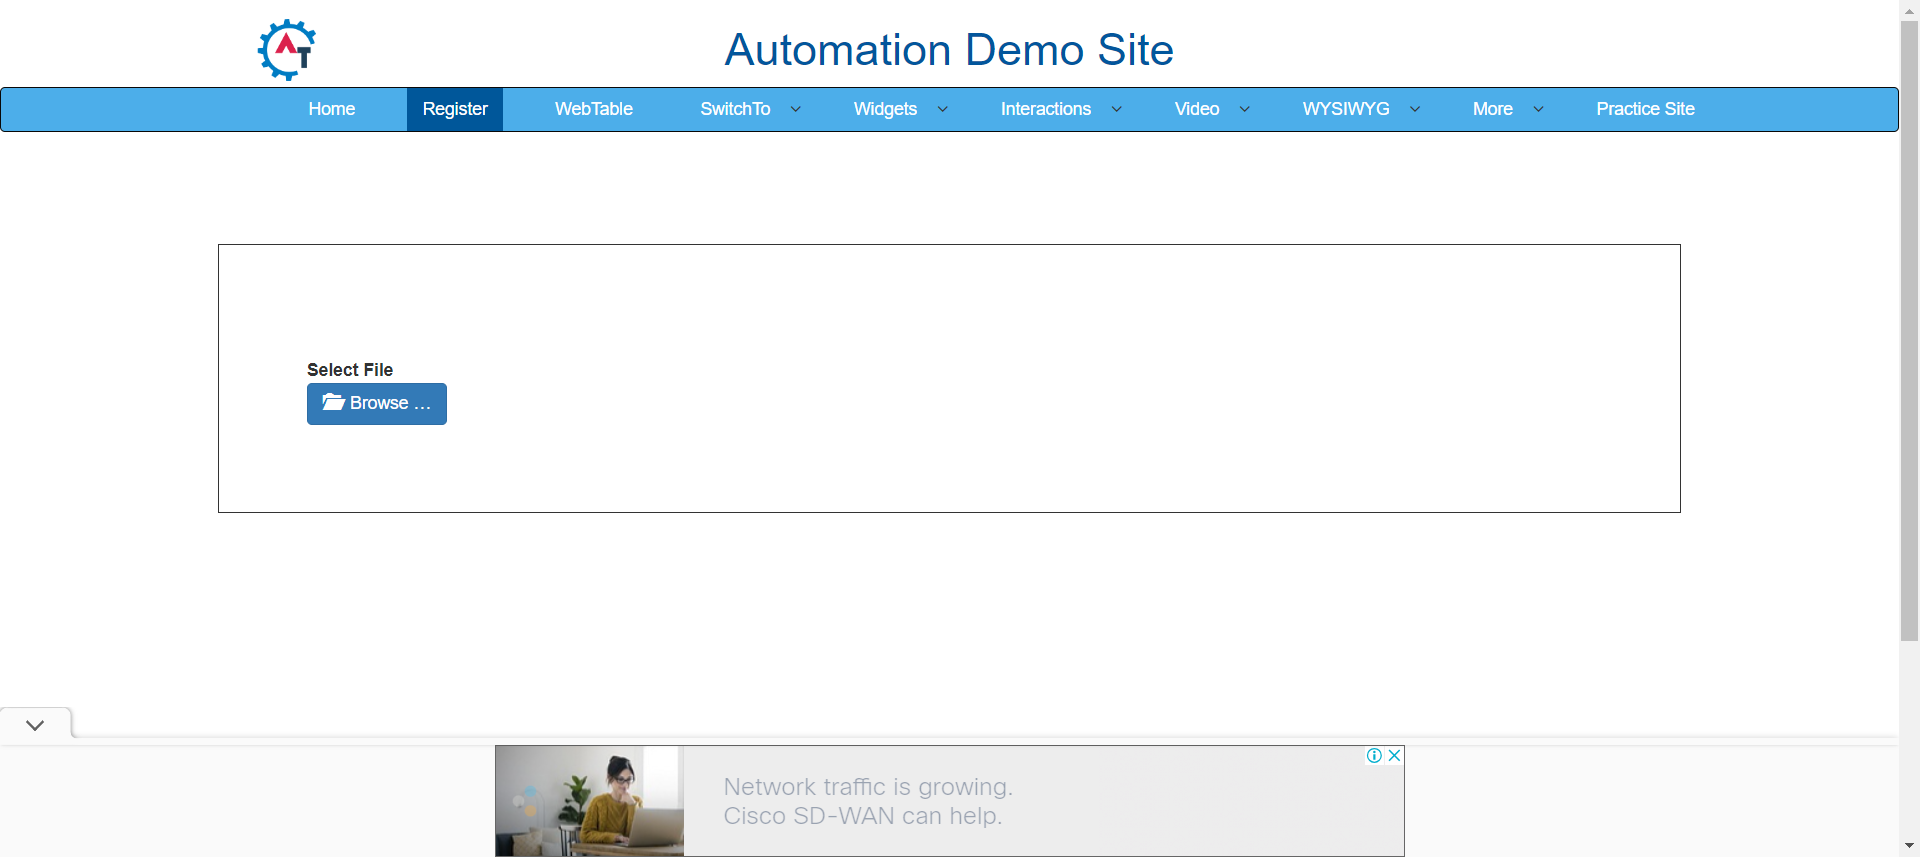 AT
Automation Demo Site
Home Register WebTable SwitchTo Widgets Interactions Video WYSIWYG More Practice Site
Select File
Browse ...
Network traffic is growing.
Cisco SD-WAN can help.